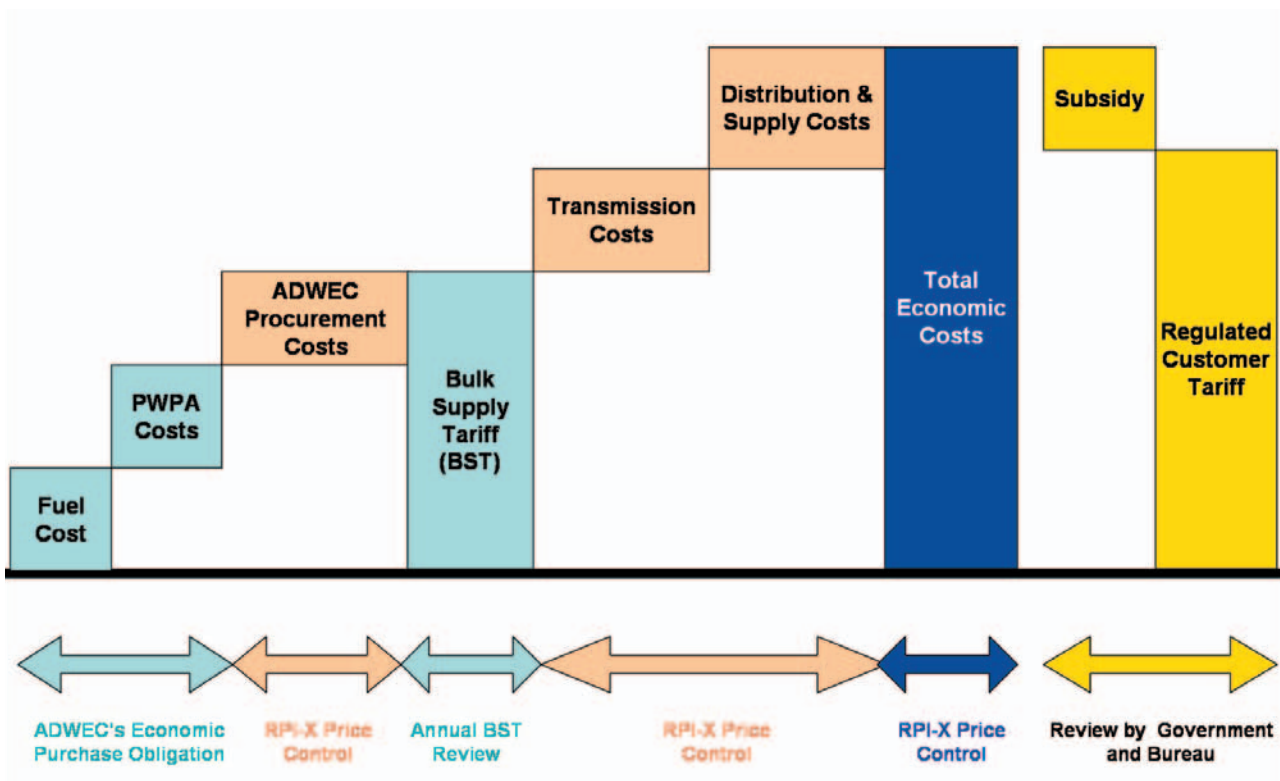 Distribution &
Supply Costs
Subsidy
Transmission
Costs
ADWEC
Procurement
Costs
Total
Economic
Costs
Regulated
Customer
Tariff
PWPA
Costs
Bulk
Supply
Tariff
(BST)
Fuel
Cost
ADWEC's Economic
Purchase Obligation
RPI-X Price
Control
Annual BST
Review
RPI-X Price
Control
RPI-X Price
Control
Review by Government
and Bureau